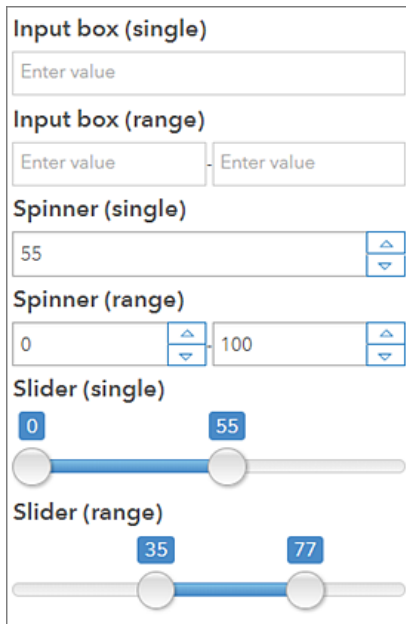 Input box (single)
Enter value
Input box (range)
Enter value - Enter value
Spinner (single)
55
Spinner (range)
0 - 100
Slider (single)
0 55
Slider (range)
35 77